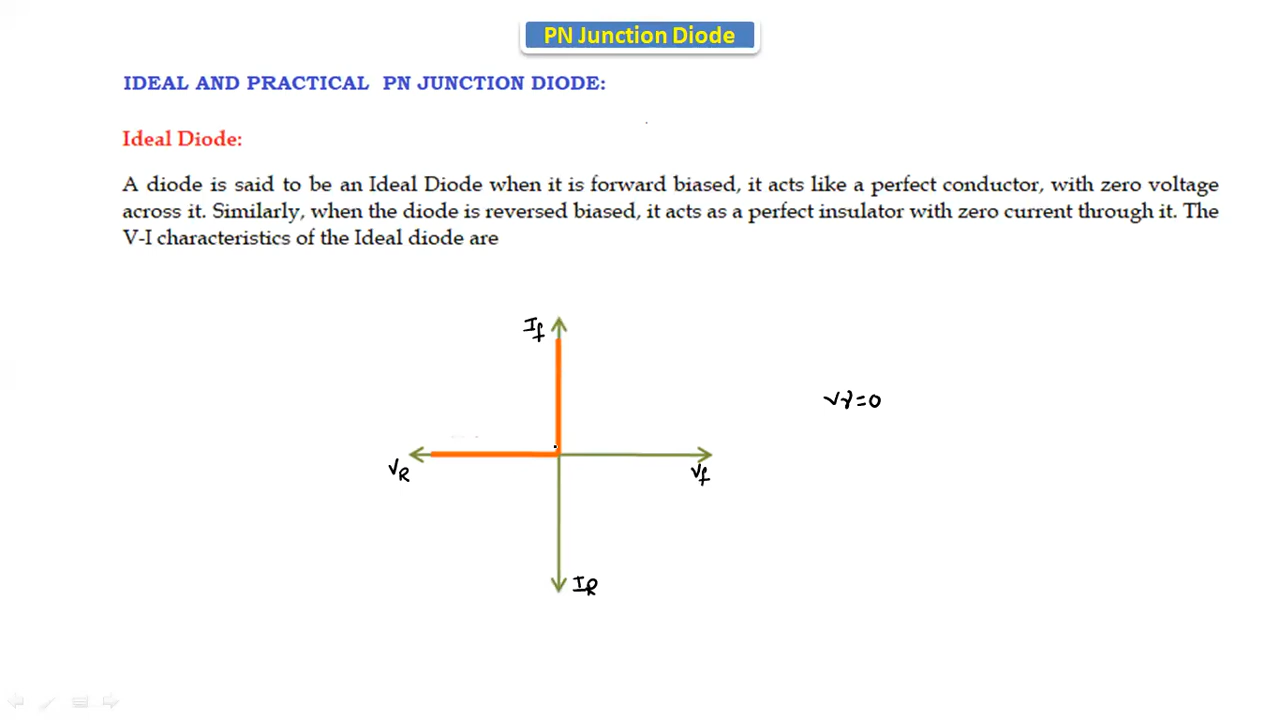 PN Junction Diode
IDEAL AND PRACTICAL PN JUNCTION DIODE:
Ideal Diode:
A diode is said to be an Ideal Diode when it is forward biased, it acts like a perfect conductor, with zero voltage
across it. Similarly, when the diode is reversed biased, it acts as a perfect insulator with zero current through it. The
V-I characteristics of the Ideal diode are
If
Vγ=0
VR
Vf
IR